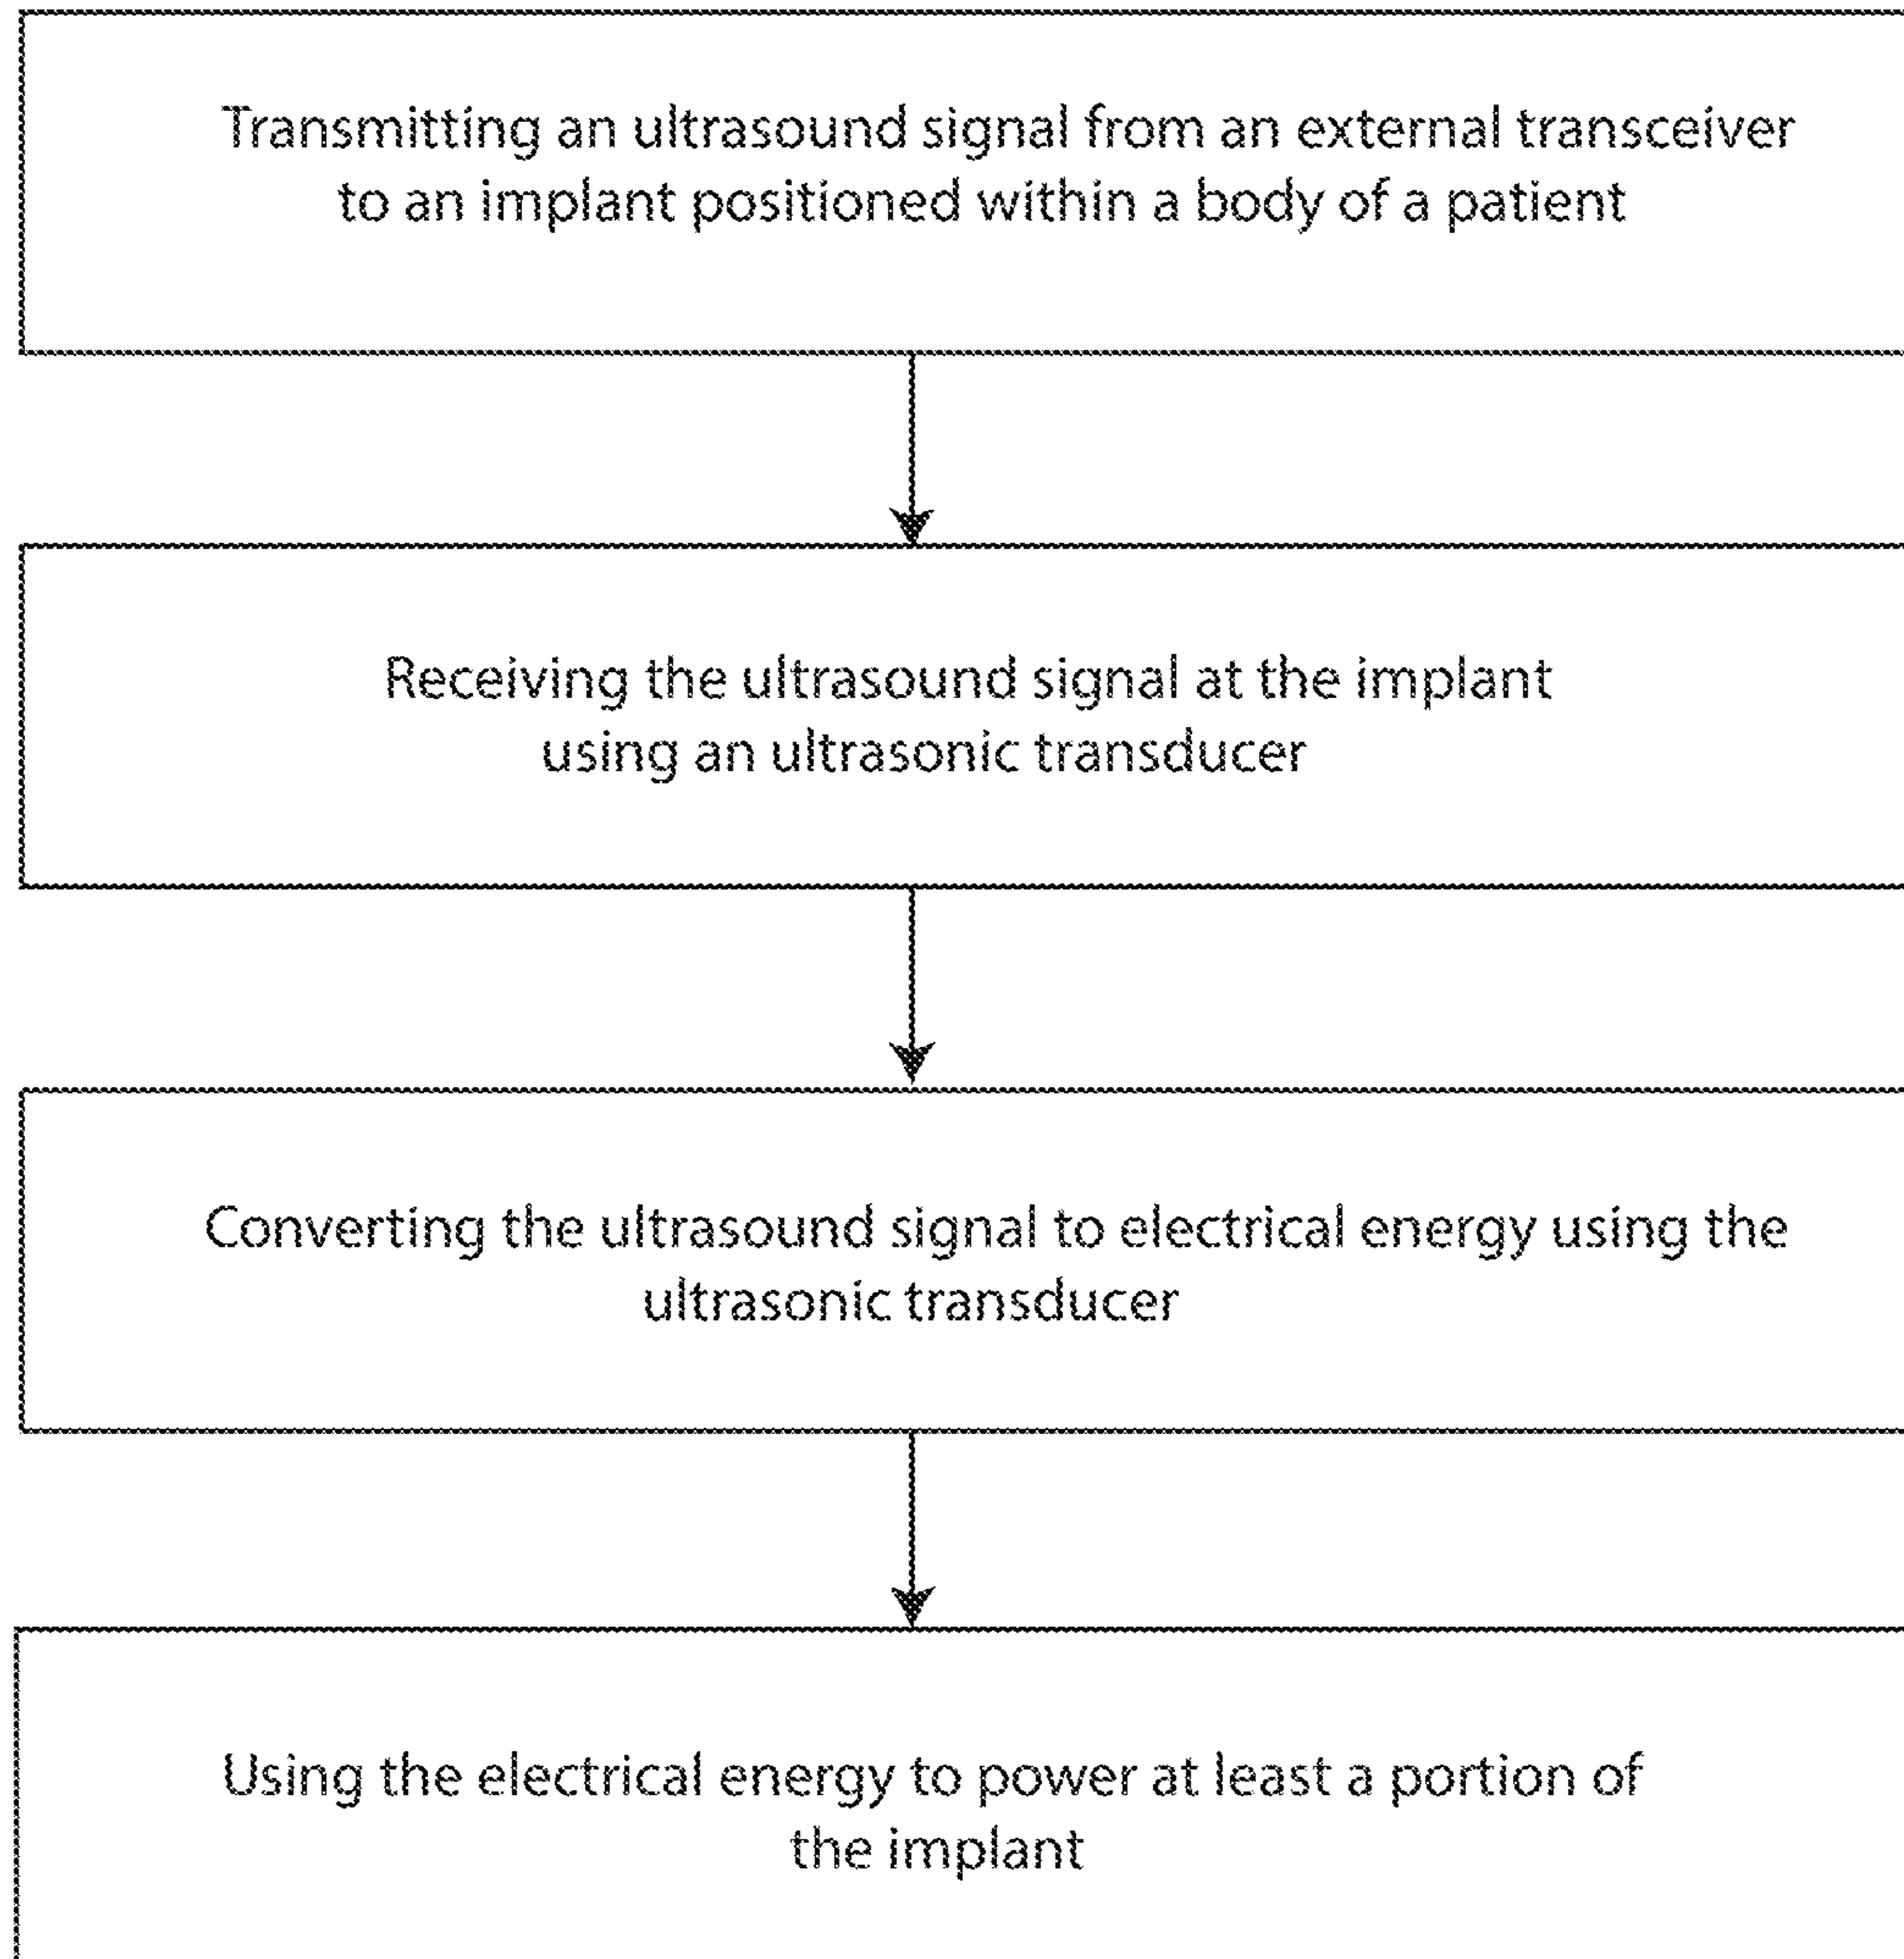 Transmitting an ultrasound signal from an external transceiver
to an implant positioned within a body of a patient
Receiving the ultrasound signal at the implant
using an ultrasonic transducer
Converting the ultrasound signal to electrical energy using the
ultrasonic transducer
Using the electrical energy to power at least a portion of
the implant